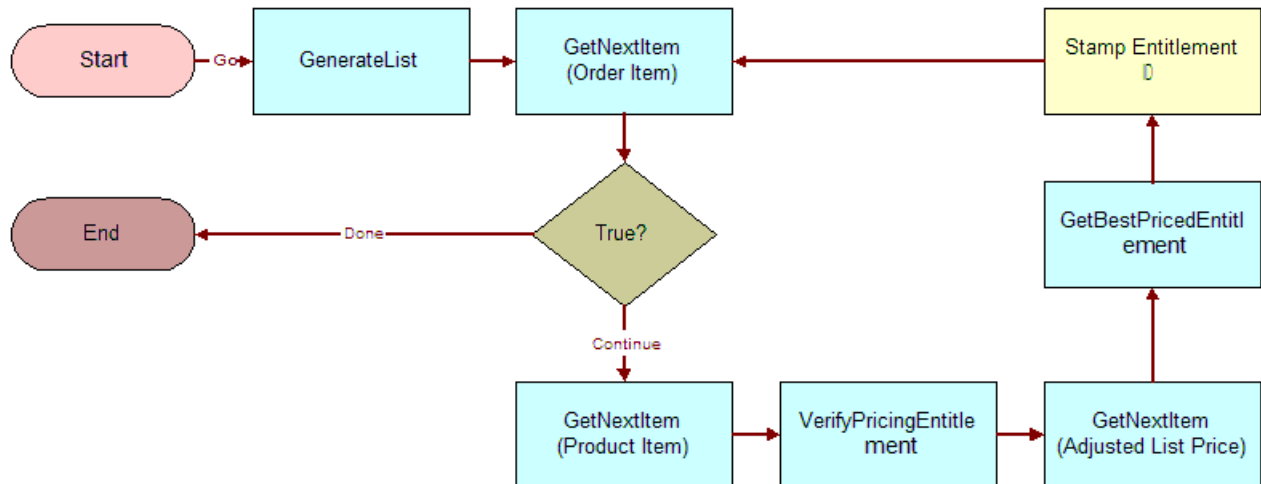 Start
Go
GenerateList
GetNextItem
(Order Item)
Stamp Entitlement
End
Done
True?
GetBestPricedEntitl
ement
Continue
GetNextItem
(Product Item)
VerifyPricingEntitle
ment
GetNextItem
(Adjusted List Price)